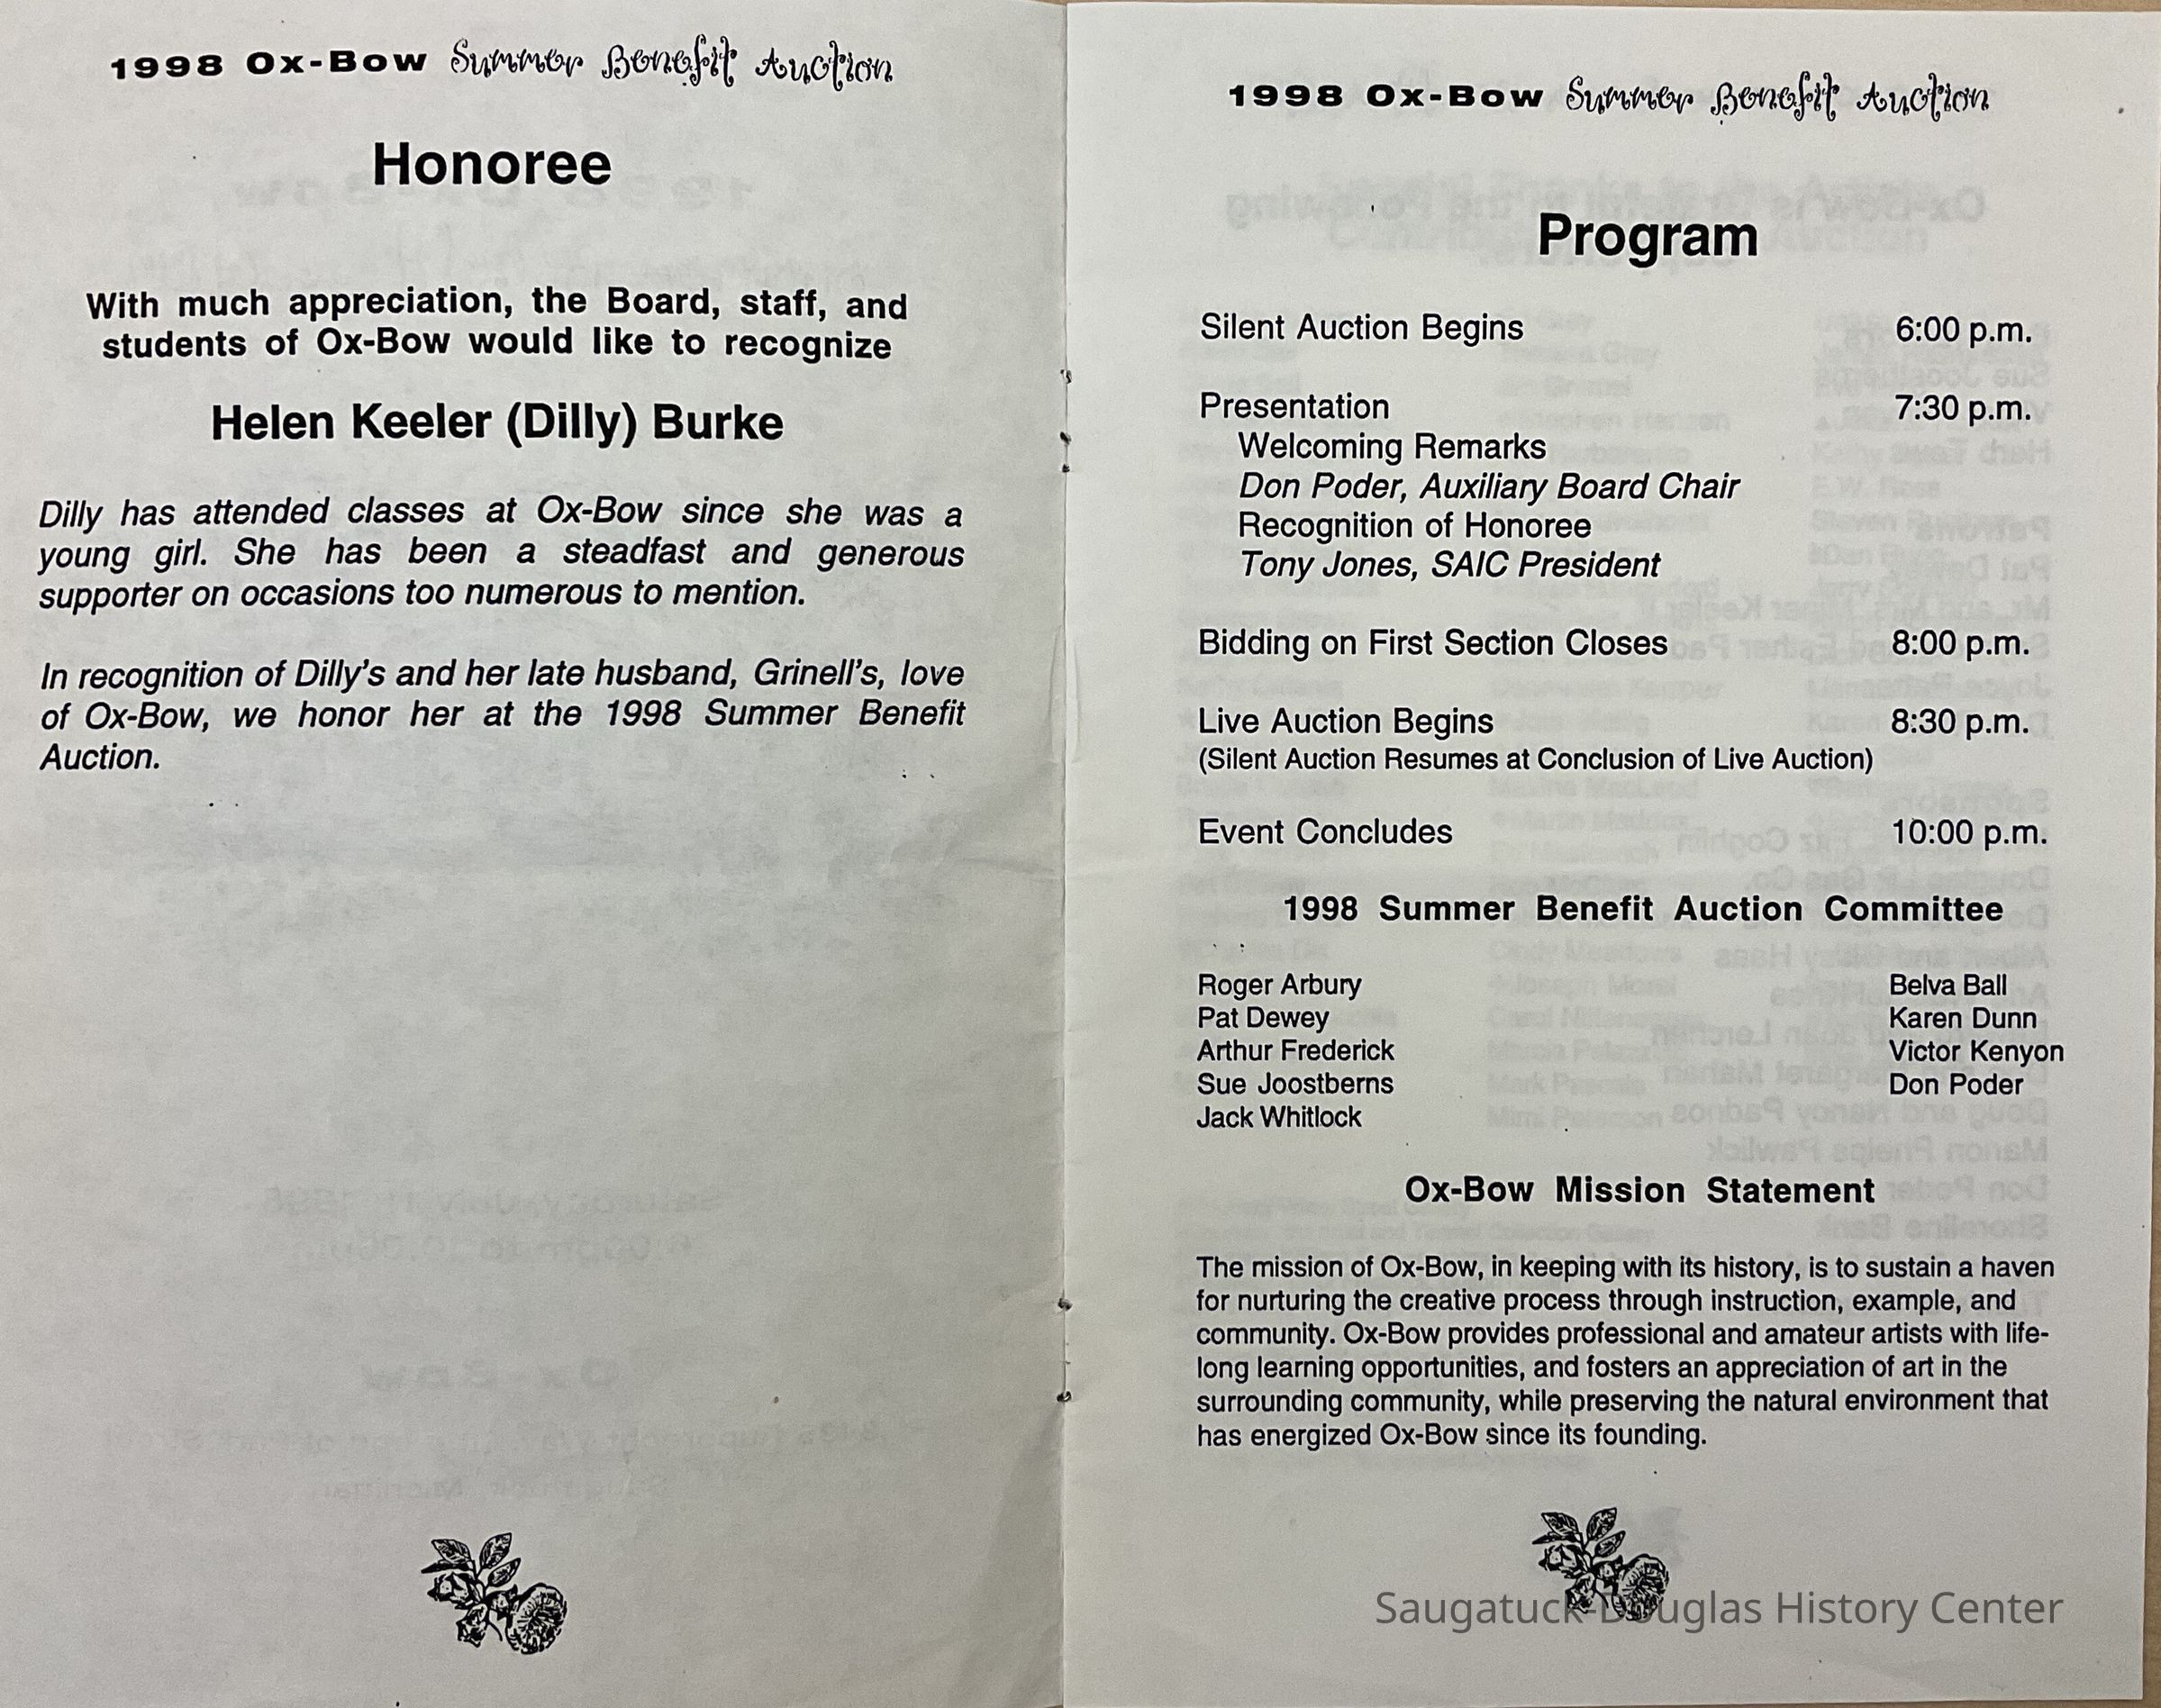 1998 Ox-Bow Summer Benefit Auction
Honoree
With much appreciation, the Board, staff, and
students of Ox-Bow would like to recognize
Helen Keeler (Dilly) Burke
Dilly has attended classes at Ox-Bow since she was a
young girl. She has been a steadfast and generous
supporter on occasions too numerous to mention.
In recognition of Dilly's and her late husband, Grinell's, love
of Ox-Bow, we honor her at the 1998 Summer Benefit
Auction.
1998 Ox-Bow Summer Benefit Auction
Program
Silent Auction Begins 6:00 p.m.
Presentation 7:30 p.m.
Welcoming Remarks
Don Poder, Auxiliary Board Chair
Recognition of Honoree
Tony Jones, SAIC President
Bidding on First Section Closes 8:00 p.m.
Live Auction Begins 8:30 p.m.
(Silent Auction Resumes at Conclusion of Live Auction)
Event Concludes 10:00 p.m.
1998 Summer Benefit Auction Committee
Roger Arbury Belva Ball
Pat Dewey Karen Dunn
Arthur Frederick Victor Kenyon
Sue Joostberns Don Poder
Jack Whitlock
Ox-Bow Mission Statement
The mission of Ox-Bow, in keeping with its history, is to sustain a haven
for nurturing the creative process through instruction, example, and
community. Ox-Bow provides professional and amateur artists with life-
long learning opportunities, and fosters an appreciation of art in the
surrounding community, while preserving the natural environment that
has energized Ox-Bow since its founding.
Saugatuck-Douglas History Center